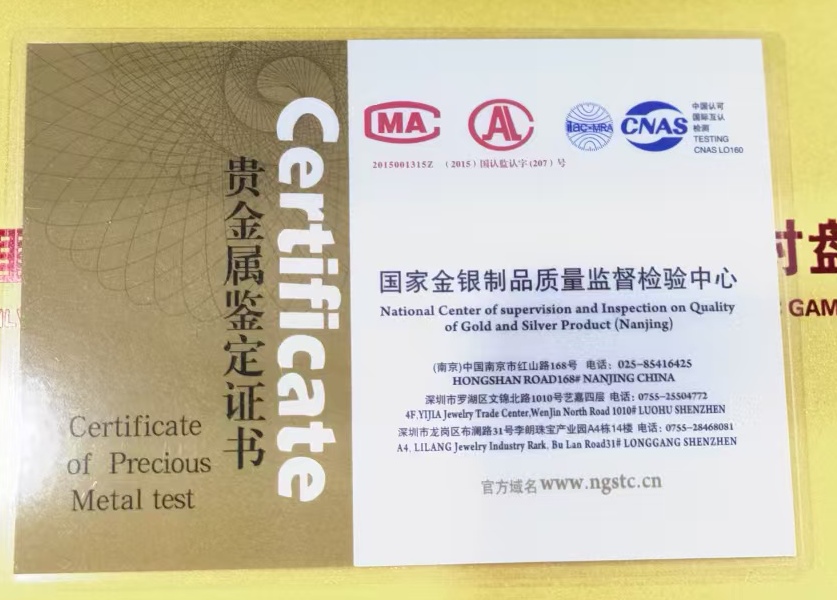 贵金属鉴定证书
Certificate
Certificate
of Precious
Metal test
MA
AL
ilac-MRA
CNAS
中国认可
国际互认
检测
TESTING
CNAS LO160
2015001315Z
(2015)国认监认字(207)号
国家金银制品质量监督检验中心
National Center of supervision and Inspection on Quality
of Gold and Silver Product (Nanjing)
(南京)中国南京市红山路168号 电话: 025-85416425
HONGSHAN ROAD168# NANJING CHINA
深圳市罗湖区文锦北路1010号艺嘉四层 电话: 0755-25504772
4F,YIJIA Jewelry Trade Center,WenJin North Road 1010# LUOHU SHENZHEN
深圳市龙岗区布澜路31号李朗珠宝产业园A4栋14楼 电话: 0755-28468081
A4, LILANG Jewelry Industry Rark, Bu Lan Road31# LONGGANG SHENZHEN
官方域名www.ngstc.cn
GAM